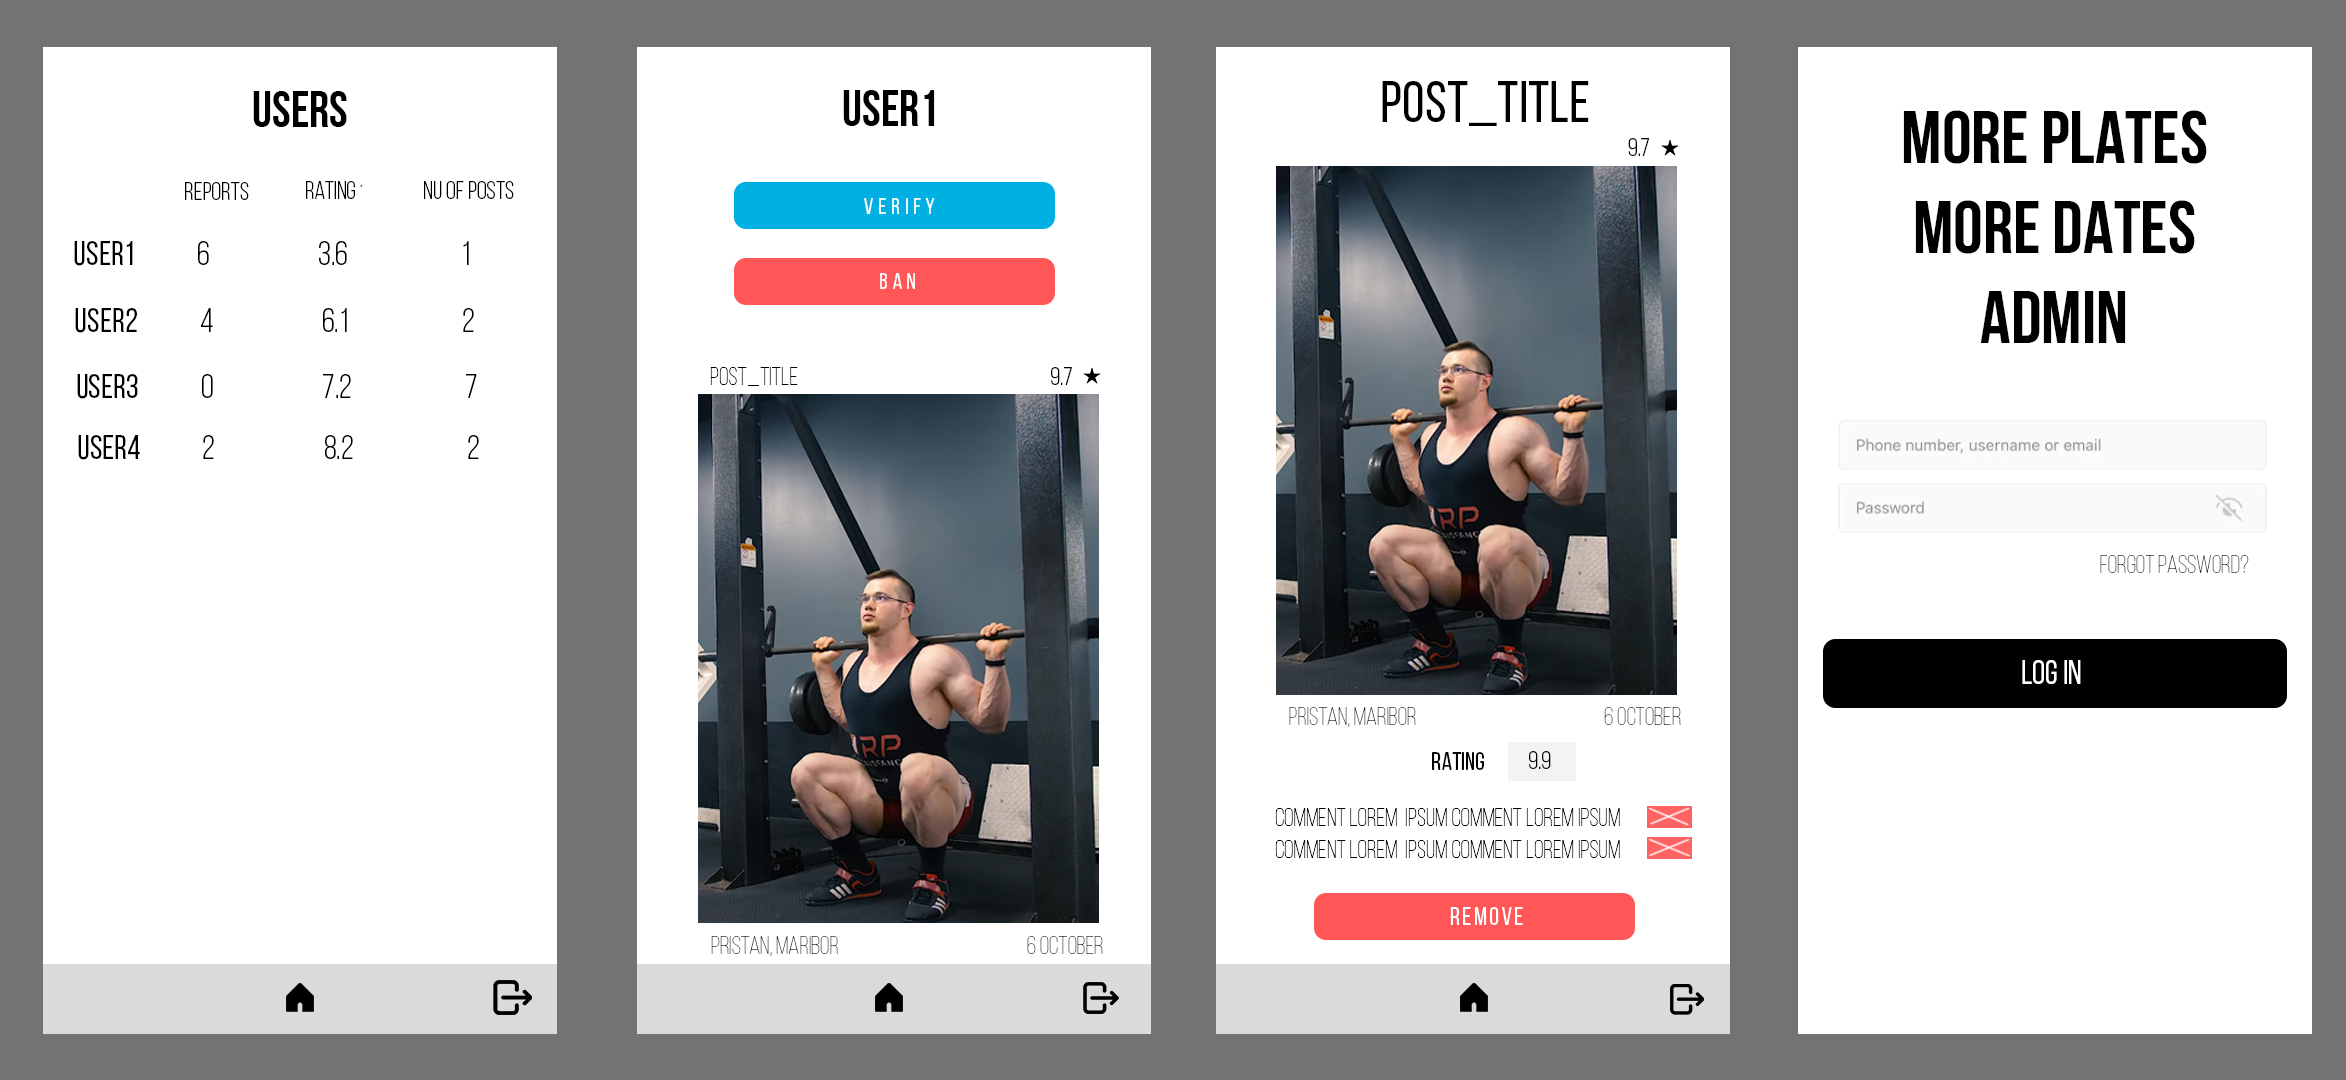 USERS
REPORTS RATING NU OF POSTS
USER1 6 3.6 1
USER2 4 6.1 2
USER3 0 7.2 7
USER4 2 8.2 2
USER1
VERIFY
BAN
POST_TITLE 9.7 ★
RP
PRISTAN, MARIBOR 6 OCTOBER
POST_TITLE
9.7 ★
RP
PRISTAN, MARIBOR 6 OCTOBER
RATING 9.9
COMMENT LOREM IPSUM COMMENT LOREM IPSUM
COMMENT LOREM IPSUM COMMENT LOREM IPSUM
REMOVE
MORE PLATES
MORE DATES
ADMIN
Phone number, username or email
Password
FORGOT PASSWORD?
LOG IN